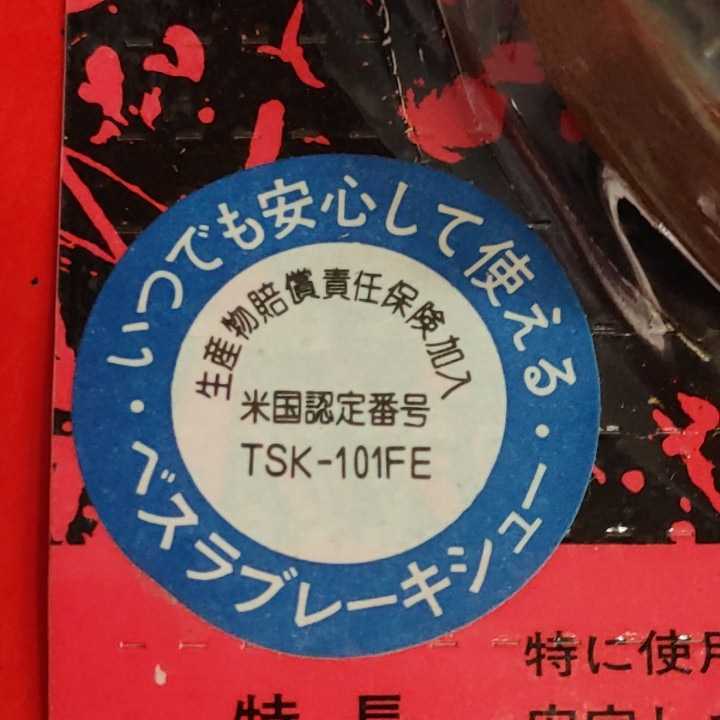 ・いつでも安心して使える・
ベスラブレーキシュー
生産物賠償責任保険加入
米国認定番号
TSK-101FE
特に使用
特長